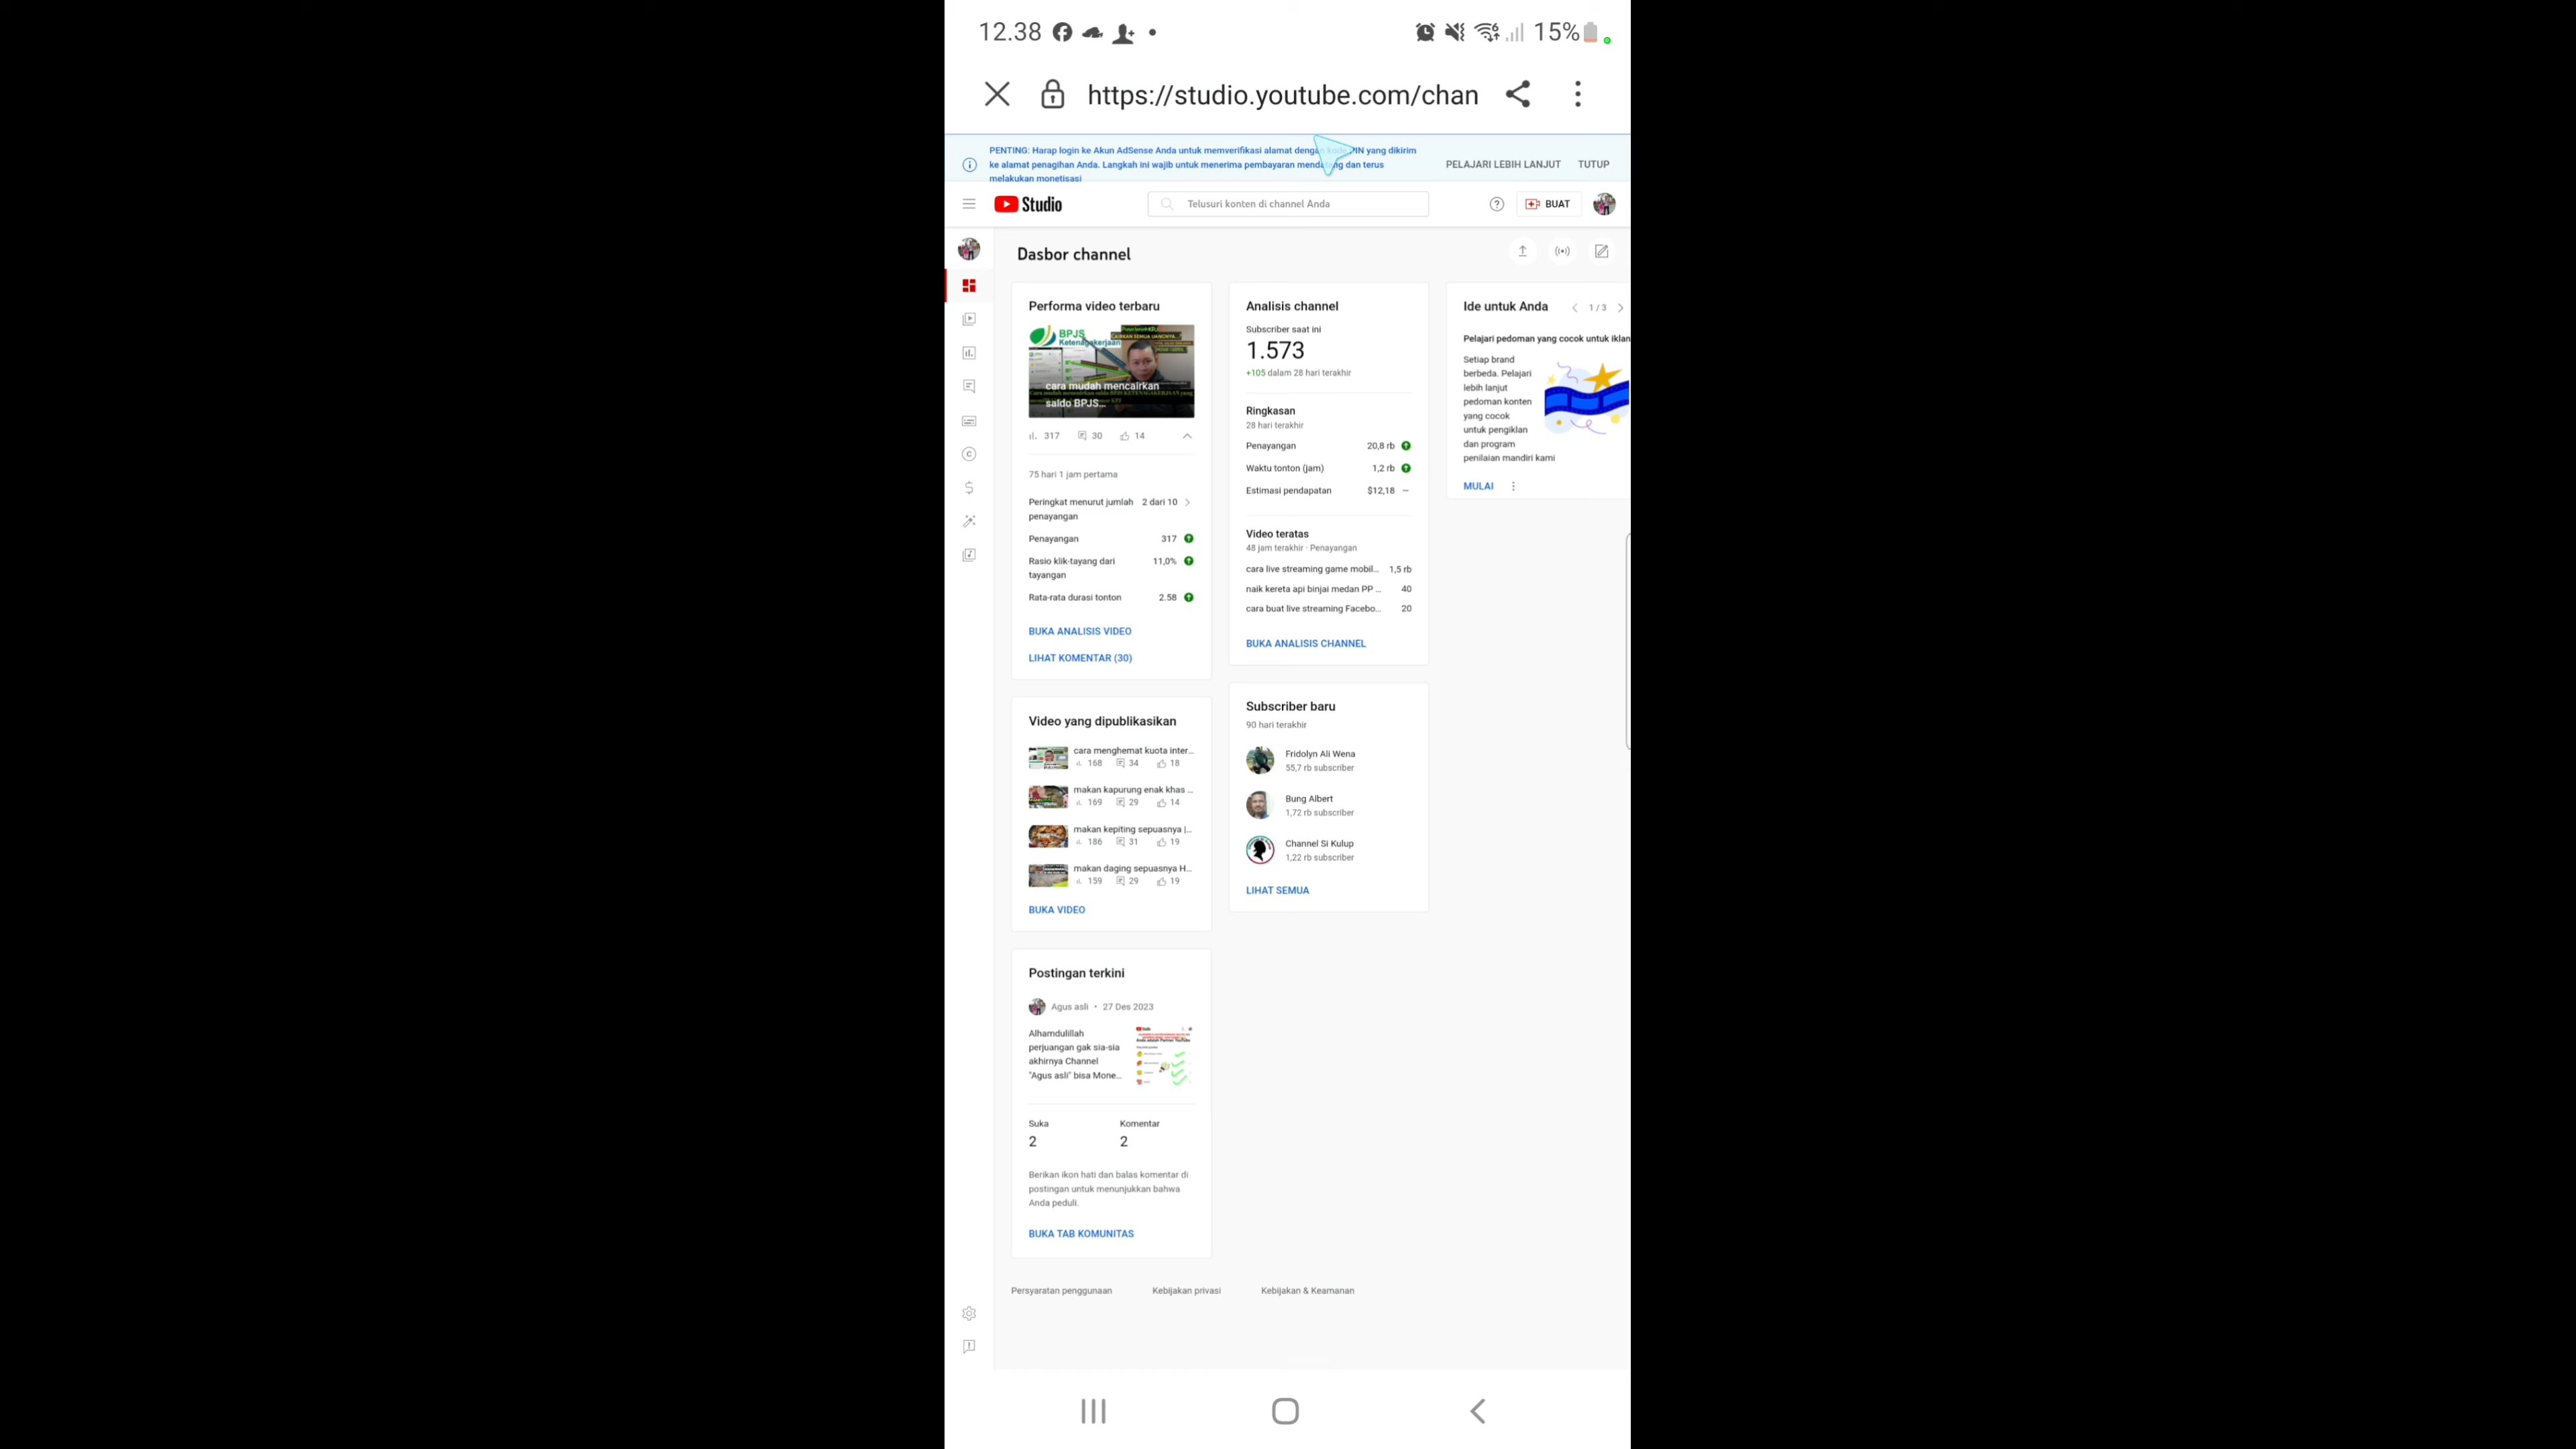 12.38
15%
https://studio.youtube.com/chan
PENTING: Harap login ke Akun AdSense Anda untuk memverifikasi alamat dengan kode PIN yang dikirim
ke alamat penagihan Anda. Langkah ini wajib untuk menerima pembayaran mendatang dan terus
melakukan monetisasi
PELAJARI LEBIH LANJUT
TUTUP
Studio
Telusuri konten di channel Anda
BUAT
Dasbor channel
Performa video terbaru
BPJS
Ketenagakerjaan
cara mudah mencairkan
saldo BPJS...
317 30 14
75 hari 1 jam pertama
Peringkat menurut jumlah
penayangan
2 dari 10
Penayangan 317
Rasio klik-tayang dari
tayangan
11,0%
Rata-rata durasi tonton 2.58
BUKA ANALISIS VIDEO
LIHAT KOMENTAR (30)
Video yang dipublikasikan
cara menghemat kuota inter...
168 34 18
makan kapurung enak khas ...
169 29 14
makan kepiting sepuasnya |...
186 31 19
makan daging sepuasnya H...
159 29 19
BUKA VIDEO
Postingan terkini
Agus asli • 27 Des 2023
Alhamdulillah
perjuangan gak sia-sia
akhirnya Channel
"Agus asli" bisa Mone...
Suka
2
Komentar
2
Berikan ikon hati dan balas komentar di
postingan untuk menunjukkan bahwa
Anda peduli.
BUKA TAB KOMUNITAS
Analisis channel
Subscriber saat ini
1.573
+105 dalam 28 hari terakhir
Ringkasan
28 hari terakhir
Penayangan 20,8 rb
Waktu tonton (jam) 1,2 rb
Estimasi pendapatan $12,18 —
Video teratas
48 jam terakhir · Penayangan
cara live streaming game mobil... 1,5 rb
naik kereta api binjai medan PP ... 40
cara buat live streaming Facebo... 20
BUKA ANALISIS CHANNEL
Subscriber baru
90 hari terakhir
Fridolyn Ali Wena
55,7 rb subscriber
Bung Albert
1,72 rb subscriber
Channel Si Kulup
1,22 rb subscriber
LIHAT SEMUA
Ide untuk Anda
1 / 3
Pelajari pedoman yang cocok untuk iklan
Setiap brand
berbeda. Pelajari
lebih lanjut
pedoman konten
yang cocok
untuk pengiklan
dan program
penilaian mandiri kami
MULAI
Persyaratan penggunaan
Kebijakan privasi
Kebijakan & Keamanan